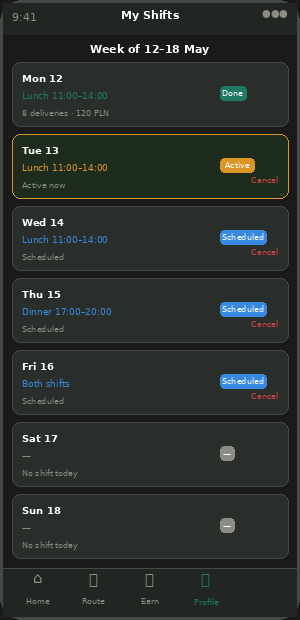 9:41
My Shifts
Week of 12–18 May
Mon 12
Lunch 11:00–14:00
Done
8 deliveries · 120 PLN
Tue 13
Lunch 11:00–14:00
Active
Active now
Cancel
Wed 14
Lunch 11:00–14:00
Scheduled
Scheduled
Cancel
Thu 15
Dinner 17:00–20:00
Scheduled
Scheduled
Cancel
Fri 16
Both shifts
Scheduled
Scheduled
Cancel
Sat 17
—
—
No shift today
Sun 18
—
—
No shift today
Home
Route
Earn
Profile